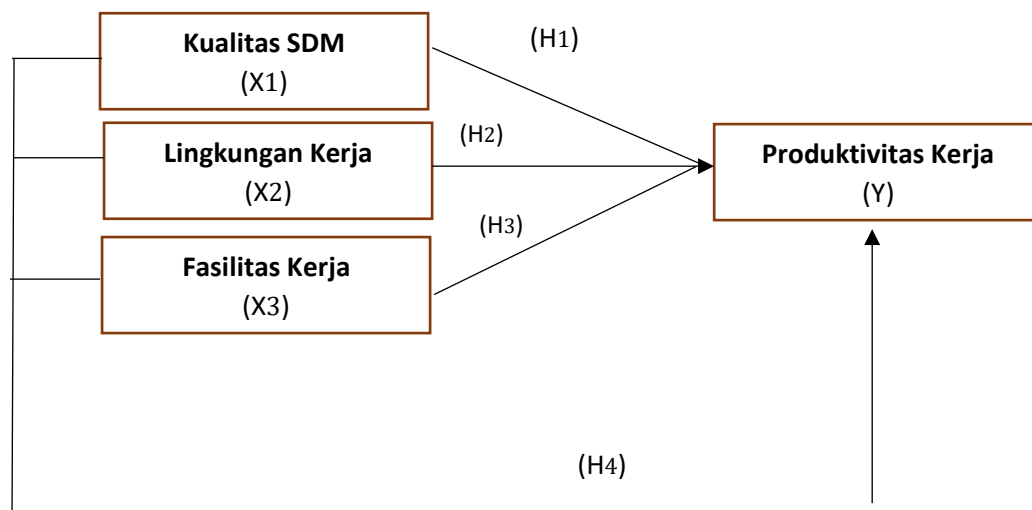 Kualitas SDM
(X1)
(H1)
Lingkungan Kerja
(X2)
(H2)
Produktivitas Kerja
(Y)
Fasilitas Kerja
(X3)
(H3)
(H4)